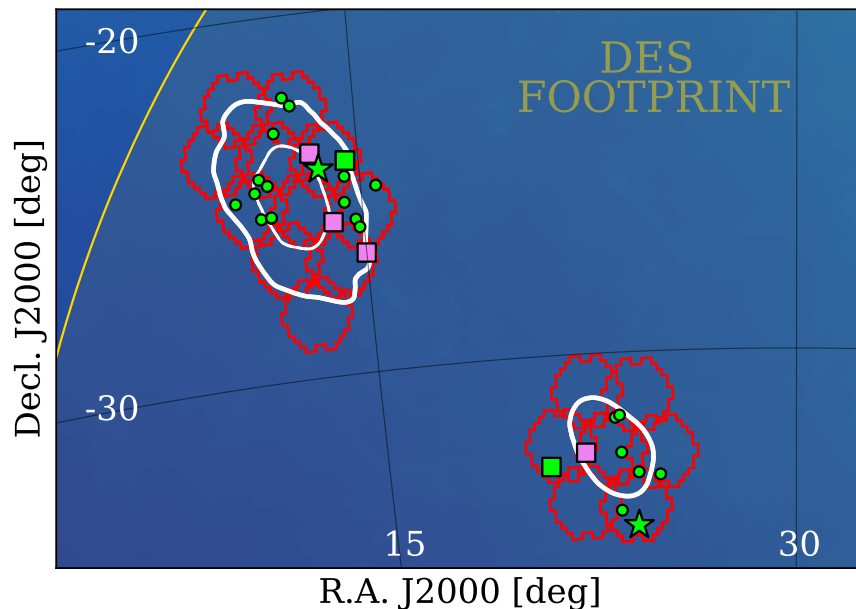 -20
DES
FOOTPRINT
Decl. J2000 [deg]
-30
15
30
R.A. J2000 [deg]